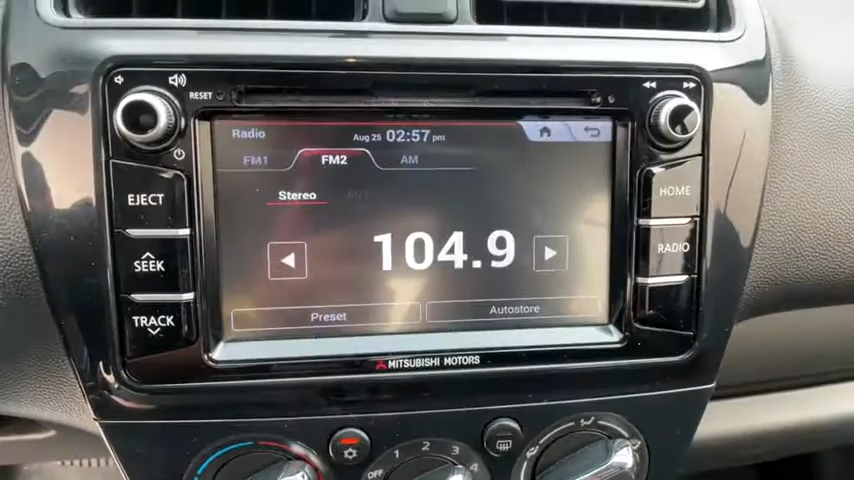 RESET
Radio
Aug 25 02:57 pm
FM1 FM2 AM
EJECT
Stereo
HOME
SEEK
104.9
RADIO
TRACK
Preset
Autostore
MITSUBISHI MOTORS
OFF 1 2 3 4